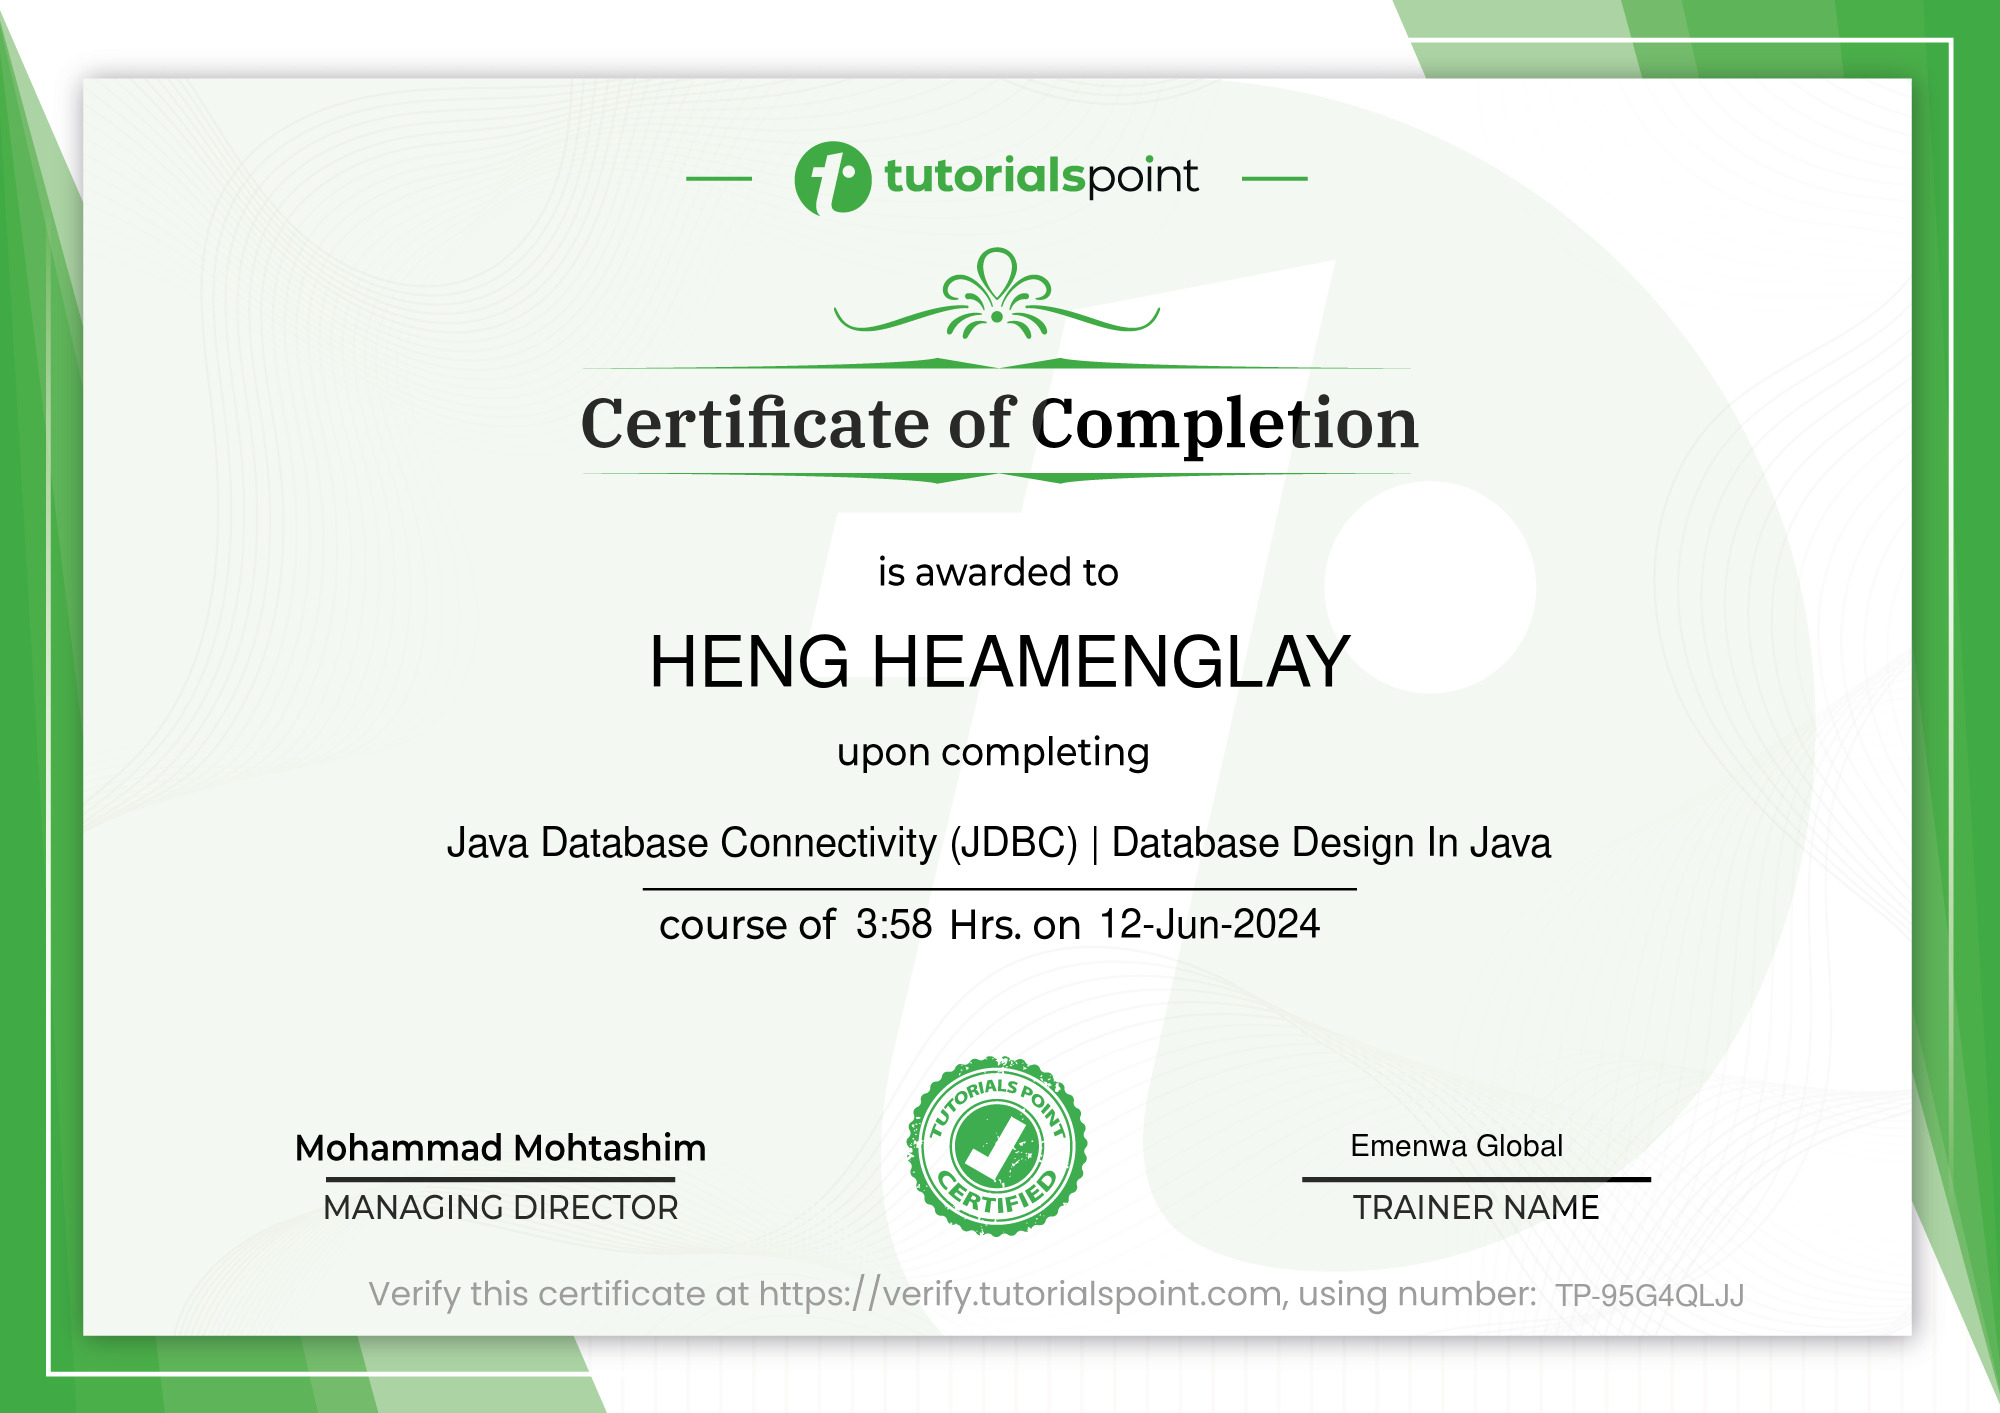 tutorialspoint
Certificate of Completion
is awarded to
HENG HEAMENGLAY
upon completing
Java Database Connectivity (JDBC) | Database Design In Java
course of 3:58 Hrs. on 12-Jun-2024
TUTORIALS POINT
CERTIFIED
Mohammad Mohtashim
MANAGING DIRECTOR
Emenwa Global
TRAINER NAME
Verify this certificate at https://verify.tutorialspoint.com, using number: TP-95G4QLJJ